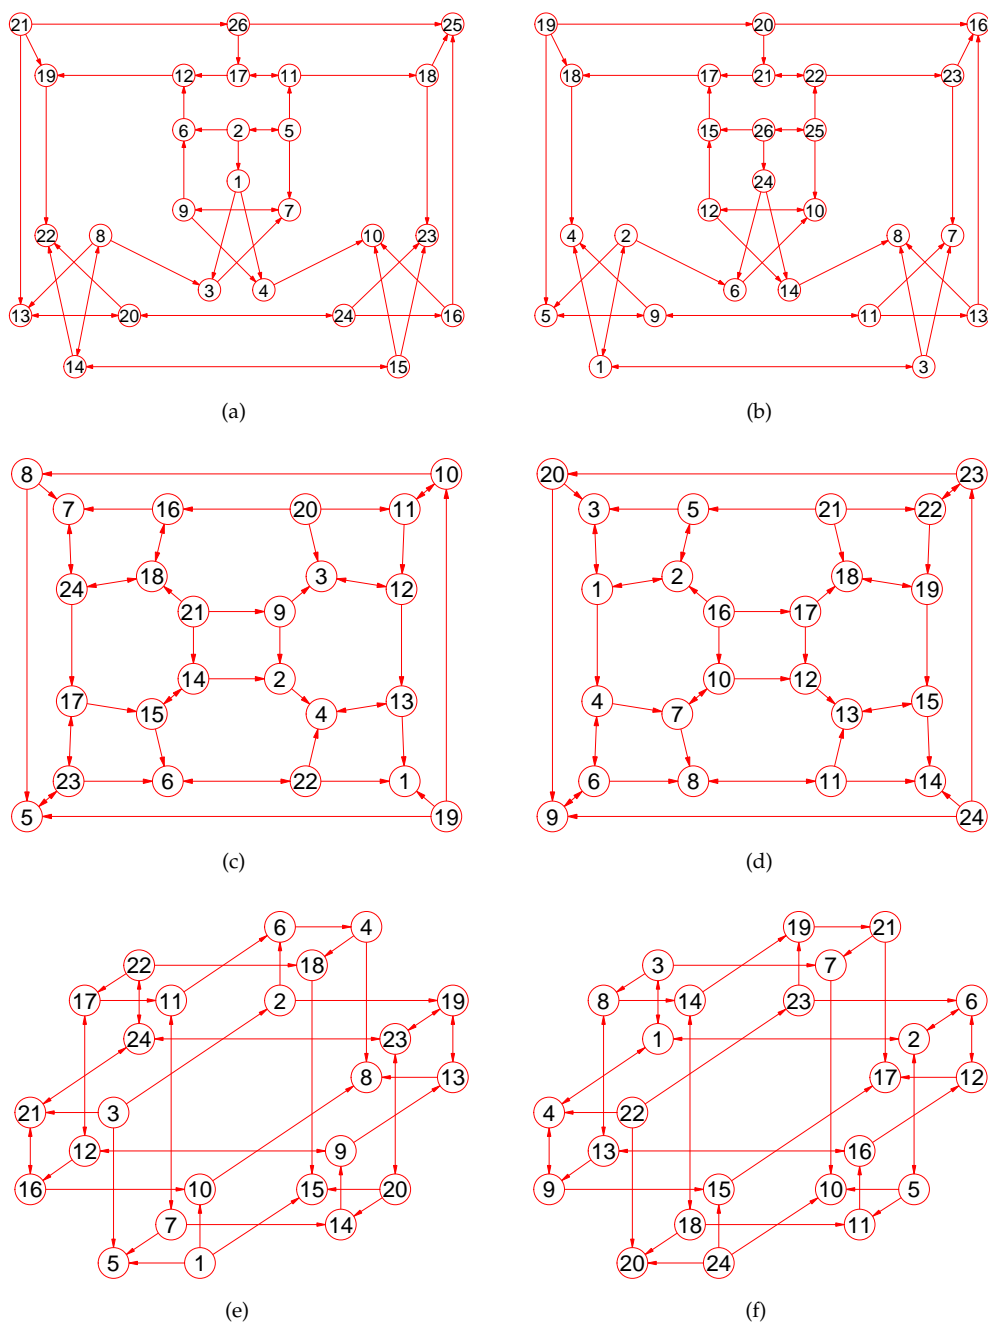 21 26 25 19 20 16
19 12 17 11 18 18 17 21 22 23
6 2 5 15 26 25
1 24
9 7 12 10
22 8 10 23 4 2 8 7
3 4 6 14
13 20 24 16 5 9 11 13
14 15 1 3
(a) (b)
8 10 20 23
7 16 20 11 3 5 21 22
18 3 2 18
24 12 1 19
21 9 16 17
14 2 10 12
17 13 4 15
15 4 7 13
23 6 22 1 6 8 11 14
5 19 9 24
(c) (d)
6 4 19 21
22 18 3 7
17 11 2 19 8 14 23 6
24 23 1 2
8 13 17 12
21 3 4 22
12 9 13 16
16 10 15 20 9 15 10 5
7 14 18 11
5 1 20 24
(e) (f)